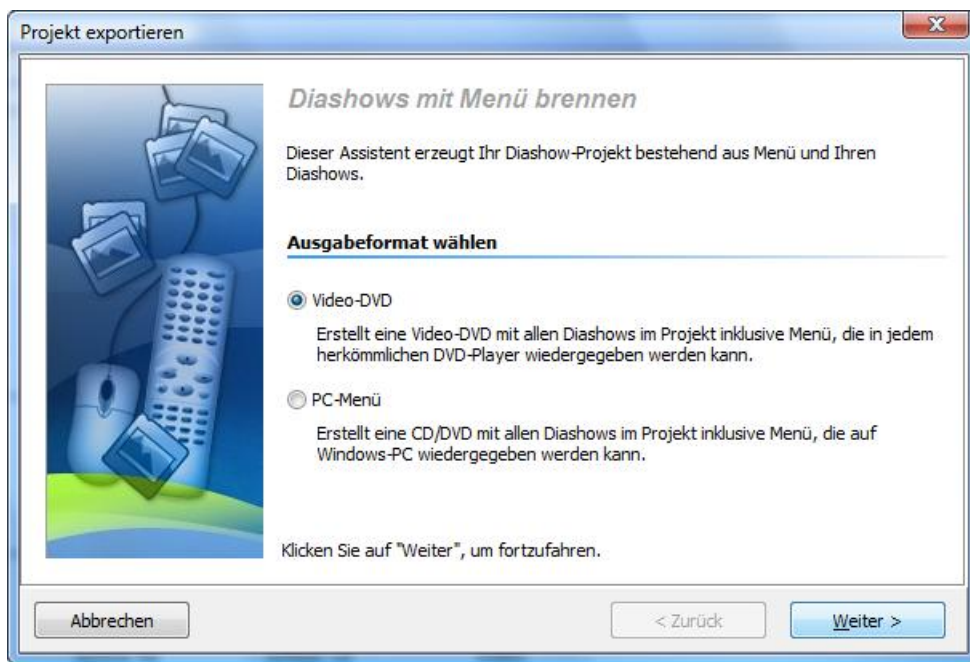 Projekt exportieren
Diashows mit Menü brennen
Dieser Assistent erzeugt Ihr Diashow-Projekt bestehend aus Menü und Ihren
Diashows.
Ausgabeformat wählen
Video-DVD
Erstellt eine Video-DVD mit allen Diashows im Projekt inklusive Menü, die in jedem
herkömmlichen DVD-Player wiedergegeben werden kann.
PC-Menü
Erstellt eine CD/DVD mit allen Diashows im Projekt inklusive Menü, die auf
Windows-PC wiedergegeben werden kann.
Klicken Sie auf "Weiter", um fortzufahren.
Abbrechen
< Zurück
Weiter >